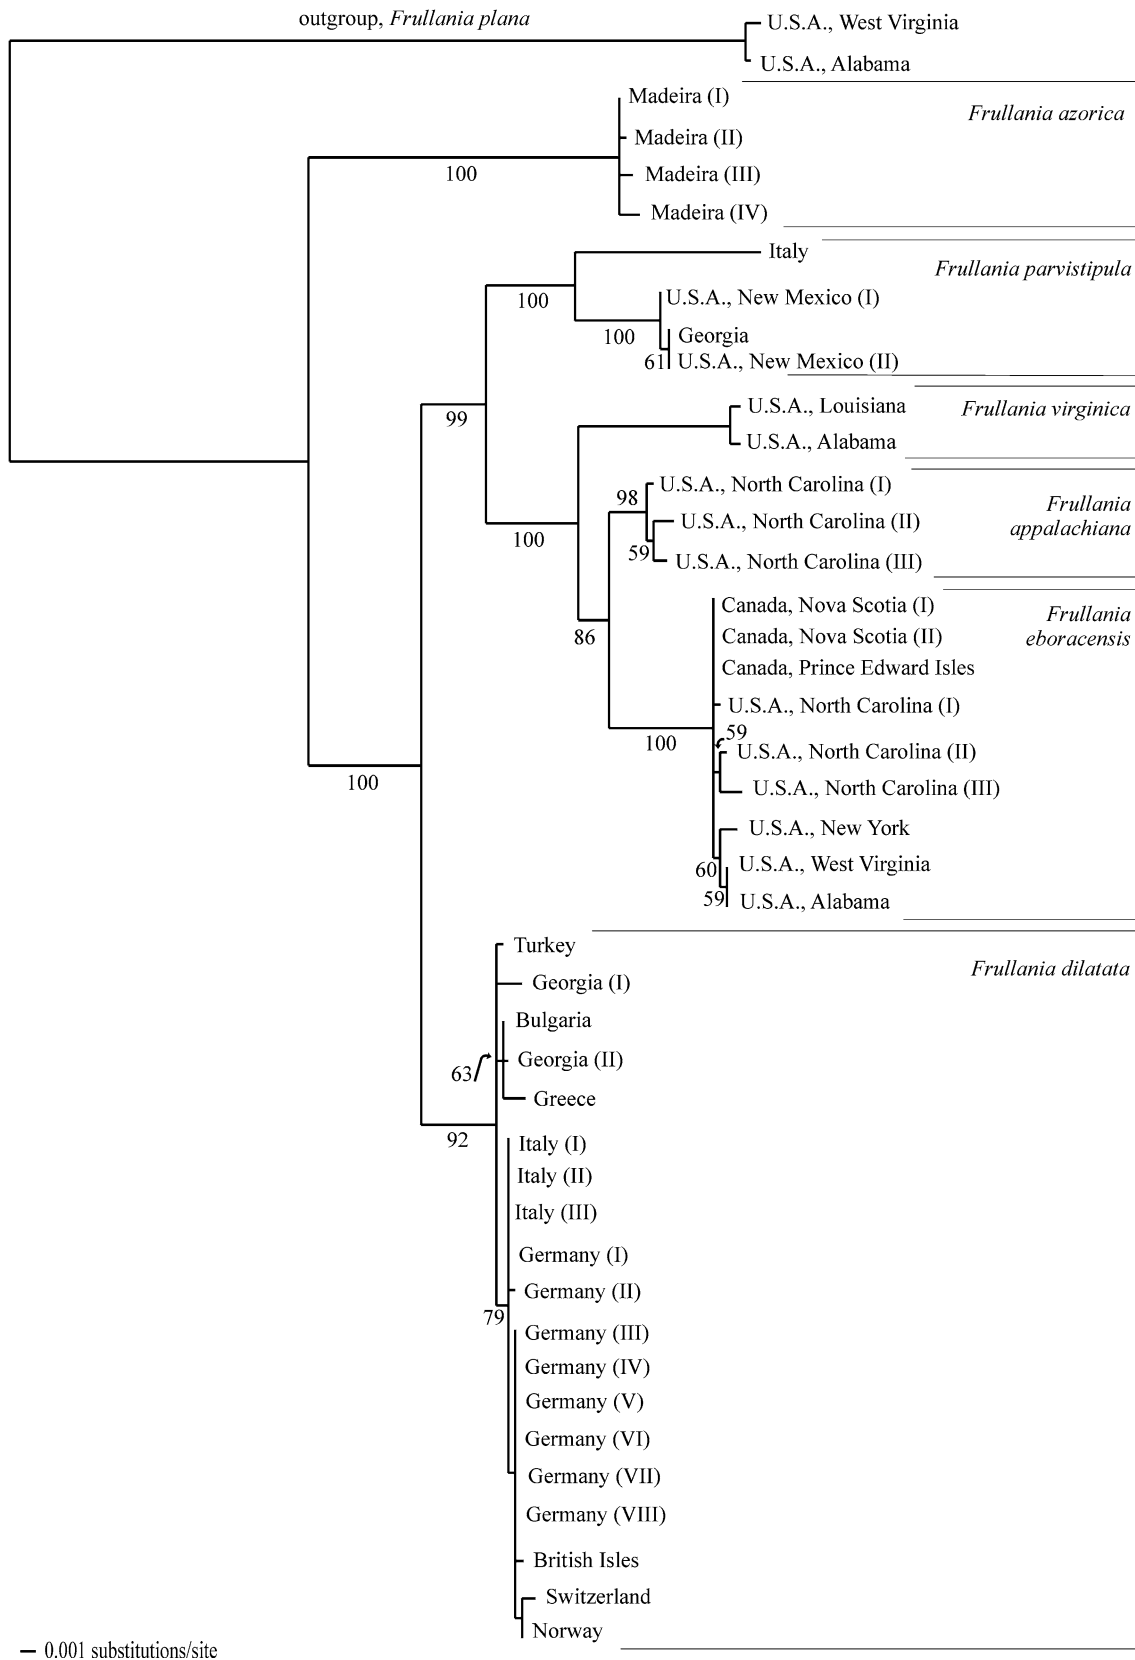 outgroup, Frullania plana
U.S.A., West Virginia
U.S.A., Alabama
Madeira (I)
Frullania azorica
Madeira (II)
100
Madeira (III)
Madeira (IV)
Italy
Frullania parvistipula
100
U.S.A., New Mexico (I)
100
Georgia
61
U.S.A., New Mexico (II)
99
U.S.A., Louisiana
Frullania virginica
U.S.A., Alabama
100
98
U.S.A., North Carolina (I)
Frullania
appalachiana
U.S.A., North Carolina (II)
59
U.S.A., North Carolina (III)
86
Canada, Nova Scotia (I)
Frullania
eboracensis
Canada, Nova Scotia (II)
Canada, Prince Edward Isles
U.S.A., North Carolina (I)
100
59
U.S.A., North Carolina (II)
100
U.S.A., North Carolina (III)
U.S.A., New York
60
U.S.A., West Virginia
59
U.S.A., Alabama
Turkey
Frullania dilatata
Georgia (I)
Bulgaria
Georgia (II)
63
Greece
92
Italy (I)
Italy (II)
Italy (III)
Germany (I)
Germany (II)
79
Germany (III)
Germany (IV)
Germany (V)
Germany (VI)
Germany (VII)
Germany (VIII)
British Isles
Switzerland
Norway
0.001 substitutions/site